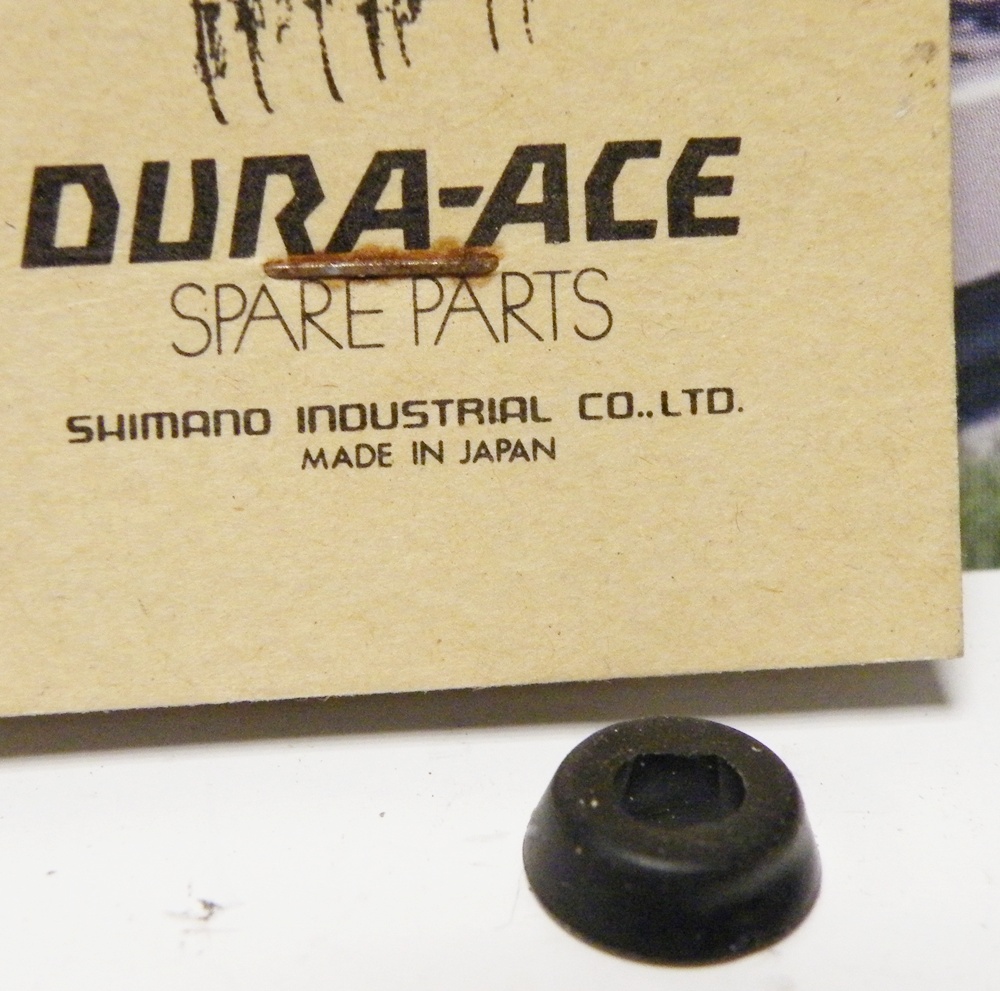 DURA-ACE
SPARE PARTS
SHIMANO INDUSTRIAL CO.,LTD.
MADE IN JAPAN